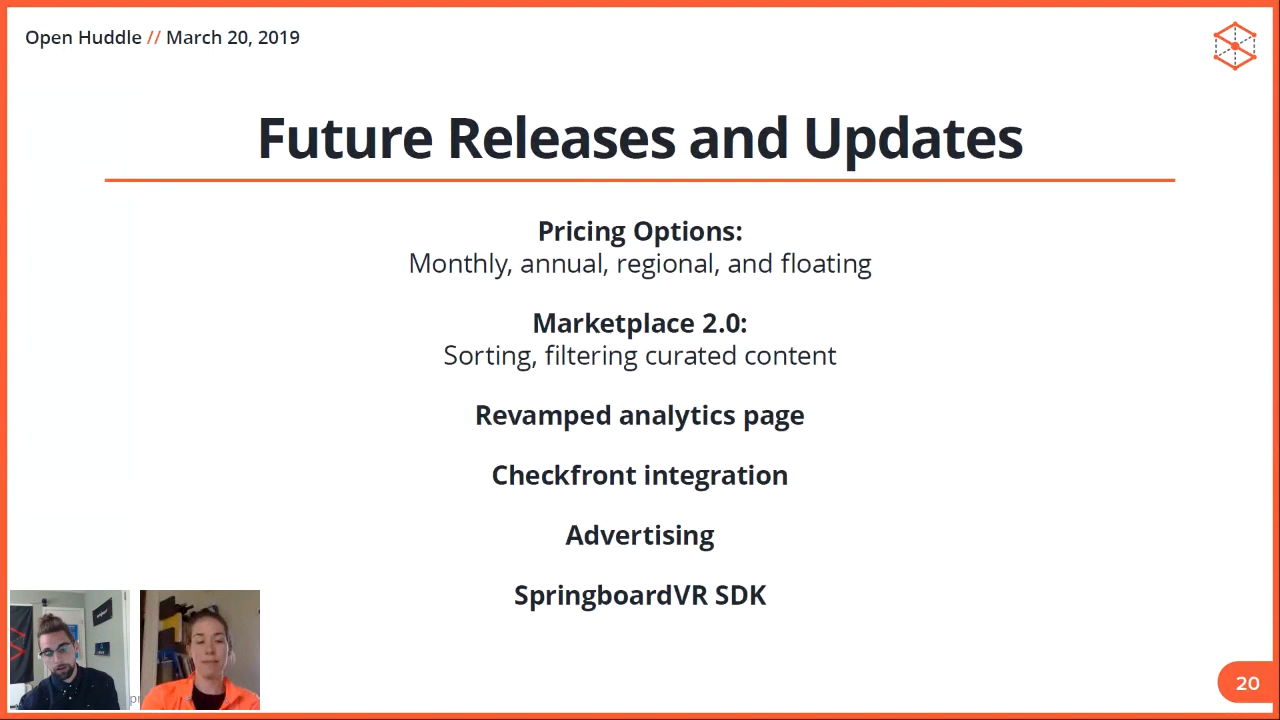 Open Huddle // March 20, 2019
Future Releases and Updates
Pricing Options:
Monthly, annual, regional, and floating
Marketplace 2.0:
Sorting, filtering curated content
Revamped analytics page
Checkfront integration
Advertising
SpringboardVR SDK
20